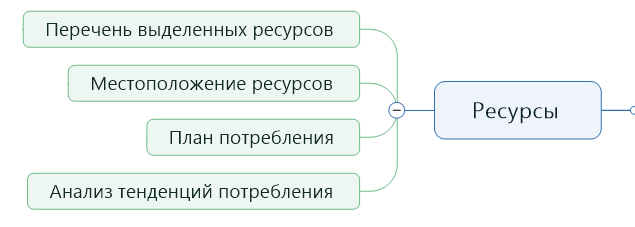 Перечень выделенных ресурсов
Местоположение ресурсов
План потребления
Анализ тенденций потребления
Ресурсы